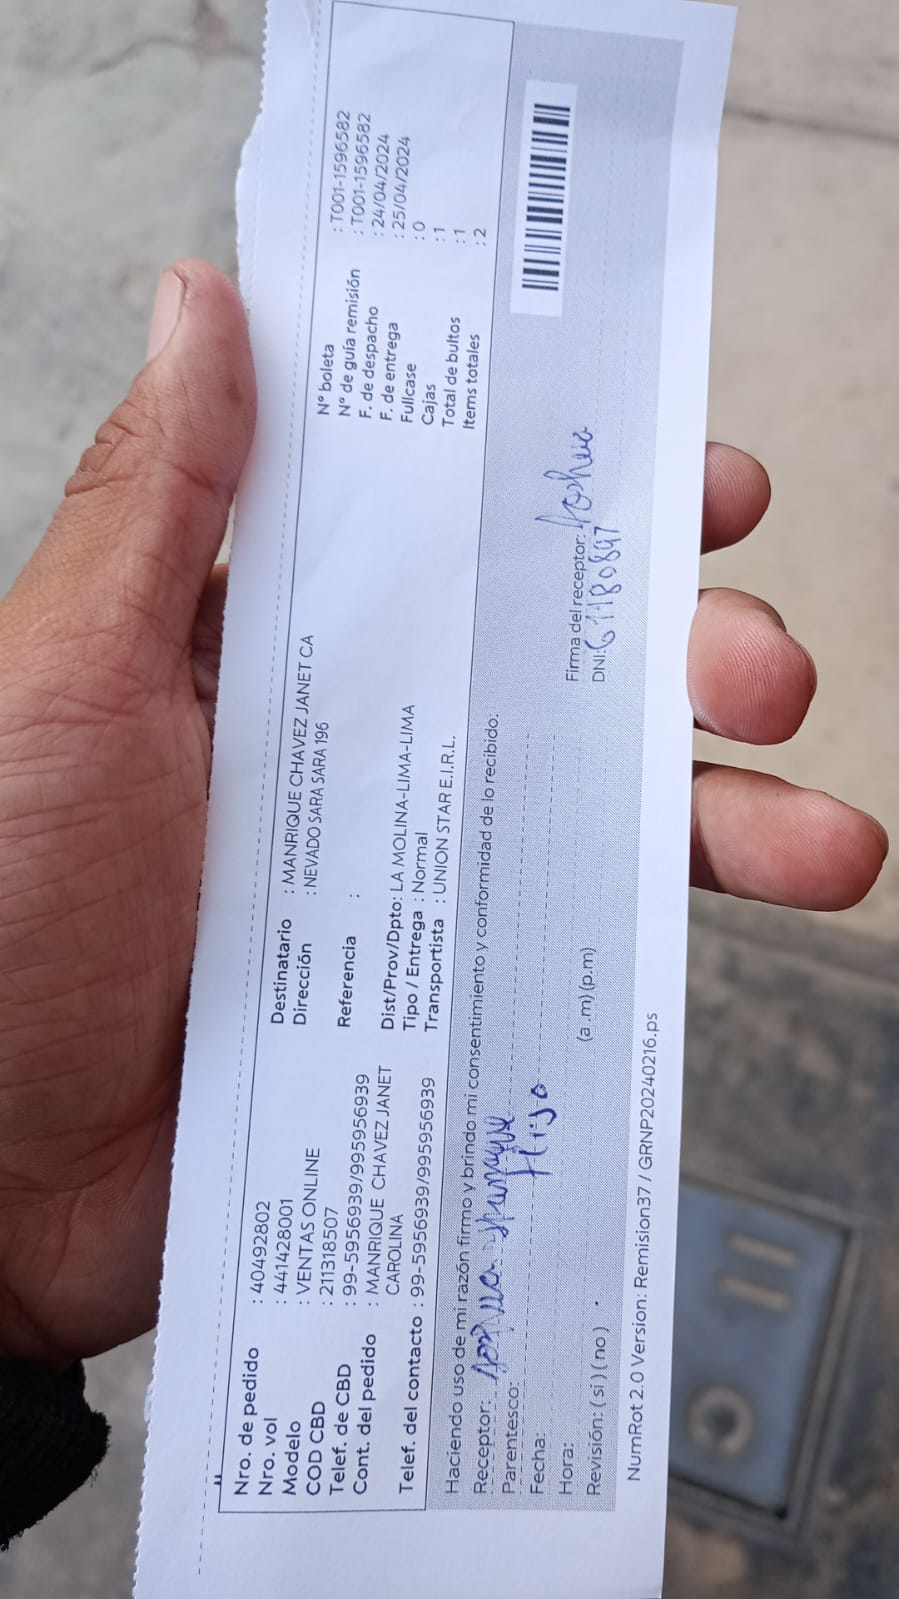 Nro. de pedido : 40492802
Nro. vol : 441428001
Modelo : VENTAS ONLINE
COD CBD : 211318507
Telef. de CBD : 99-5956939/995956939
Cont. del pedido : MANRIQUE CHAVEZ JANET
CAROLINA
Telef. del contacto : 99-5956939/995956939
Destinatario : MANRIQUE CHAVEZ JANET CA
Dirección : NEVADO SARA SARA 196
Referencia :
Dist/Prov/Dpto: LA MOLINA-LIMA-LIMA
Tipo / Entrega : Normal
Transportista : UNION STAR E.I.R.L.
N° boleta : T001-1596582
N° de guía remisión : T001-1596582
F. de despacho : 24/04/2024
F. de entrega : 25/04/2024
Fullcase : 0
Cajas : 1
Total de bultos : 1
Items totales : 2
Haciendo uso de mi razón firmo y brindo mi consentimiento y conformidad de lo recibido:
Receptor:
Parentesco: Hijo
Fecha:
Hora: (a.m) (p.m)
Revisión: ( si ) ( no )
Firma del receptor: Joshua
DNI: 61180897
NumRot 2.0 Version: Remision37 / GRNP20240216.ps